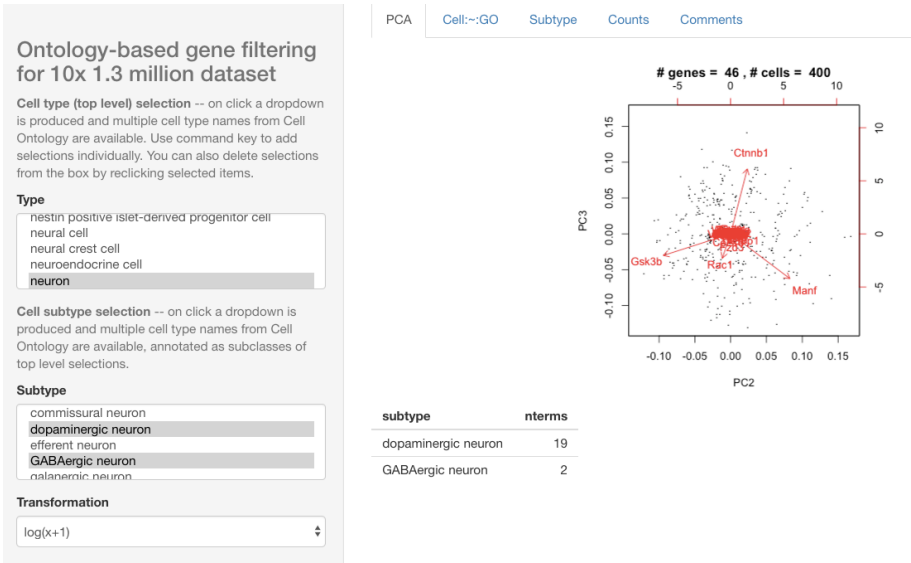 Ontology-based gene filtering
for 10x 1.3 million dataset
Cell type (top level) selection -- on click a dropdown
is produced and multiple cell type names from Cell
Ontology are available. Use command key to add
selections individually. You can also delete selections
from the box by reclicking selected items.
Type
nestin positive islet-derived progenitor cell
neural cell
neural crest cell
neuroendocrine cell
neuron
Cell subtype selection -- on click a dropdown is
produced and multiple cell type names from Cell
Ontology are available, annotated as subclasses of
top level selections.
Subtype
commissural neuron
dopaminergic neuron
efferent neuron
GABAergic neuron
galanergic neuron
Transformation
log(x+1)
PCA Cell:~:GO Subtype Counts Comments
# genes = 46 , # cells = 400
-5 0 5 10
0.15
0.10
0.05
0.00
-0.05
-0.10
PC3
10
5
0
-5
Ctnnb1
Gsk3b
Rac1
Manf
-0.10 -0.05 0.00 0.05 0.10 0.15
PC2
subtype nterms
dopaminergic neuron 19
GABAergic neuron 2